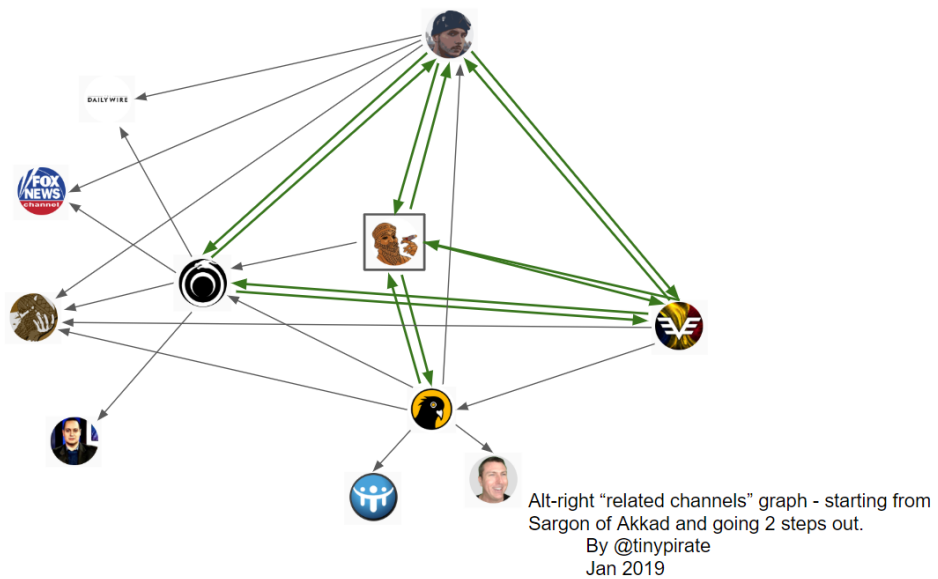 DAILY WIRE
FOX
NEWS
channel
Alt-right “related channels” graph - starting from
Sargon of Akkad and going 2 steps out.
By @tinypirate
Jan 2019